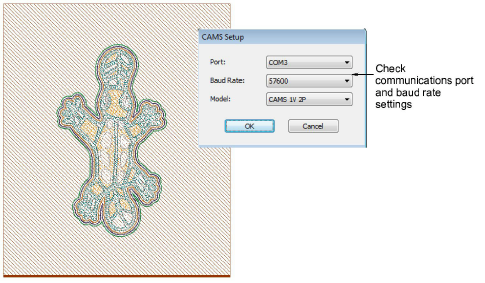 CAMS Setup
Port: COM3
Baud Rate: 57600
Model: CAMS 1V 2P
OK Cancel
Check
communications port
and baud rate
settings